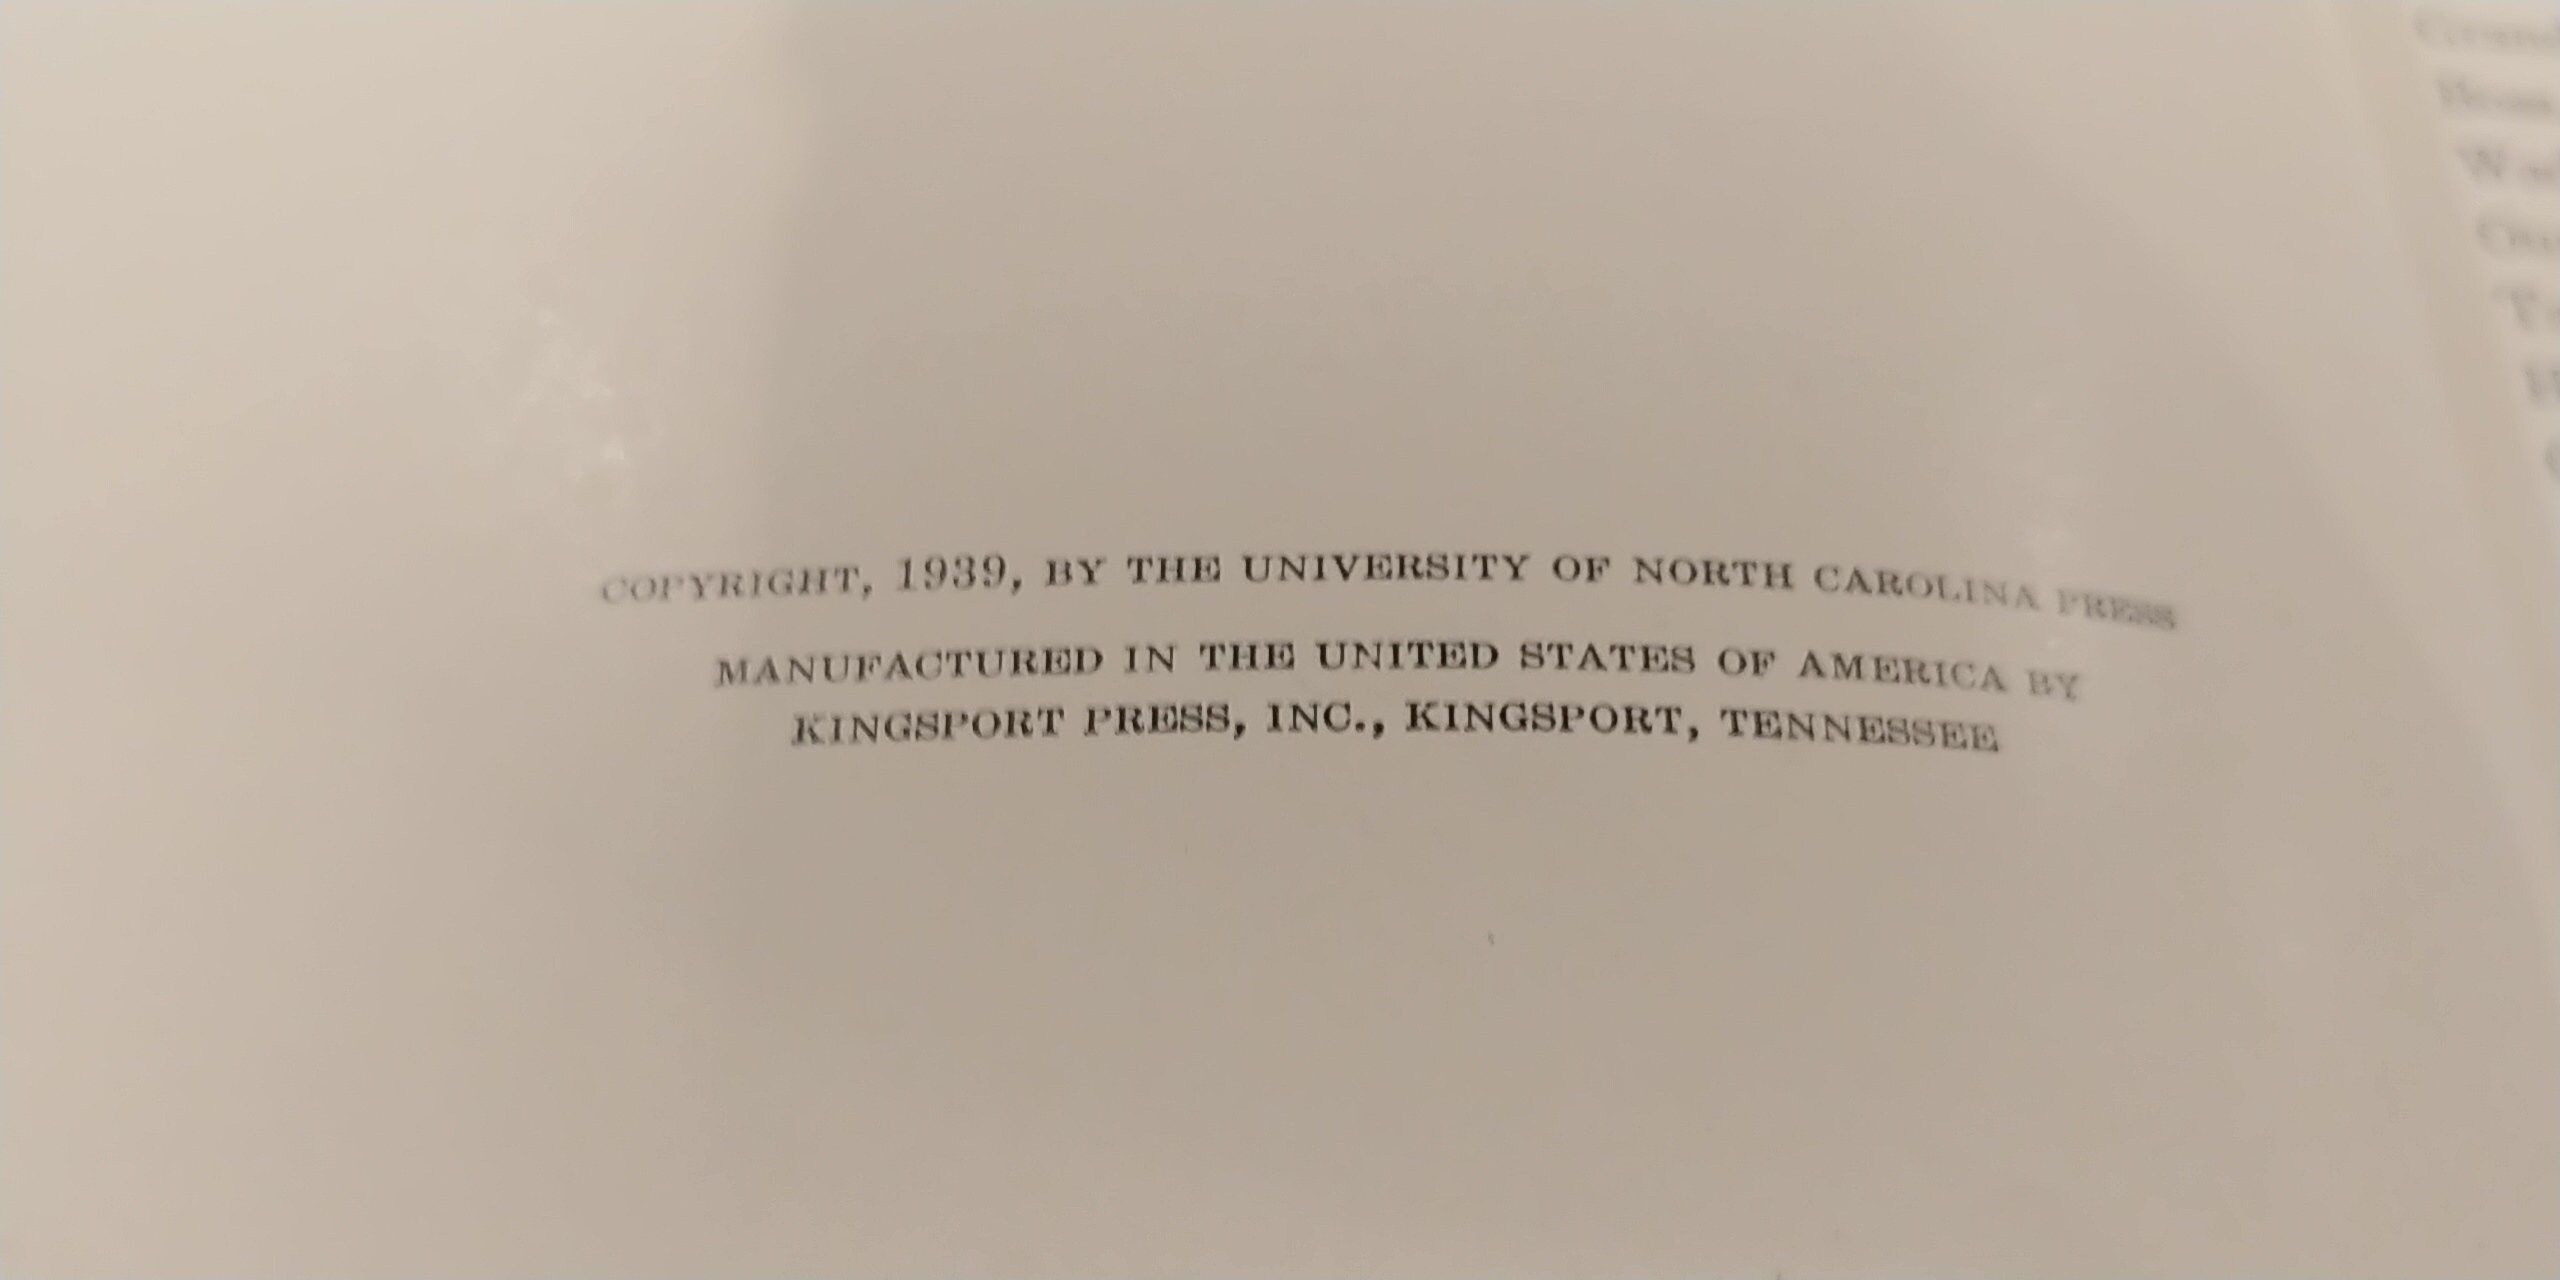 COPYRIGHT, 1939, BY THE UNIVERSITY OF NORTH CAROLINA PRESS
MANUFACTURED IN THE UNITED STATES OF AMERICA BY
KINGSPORT PRESS, INC., KINGSPORT, TENNESSEE